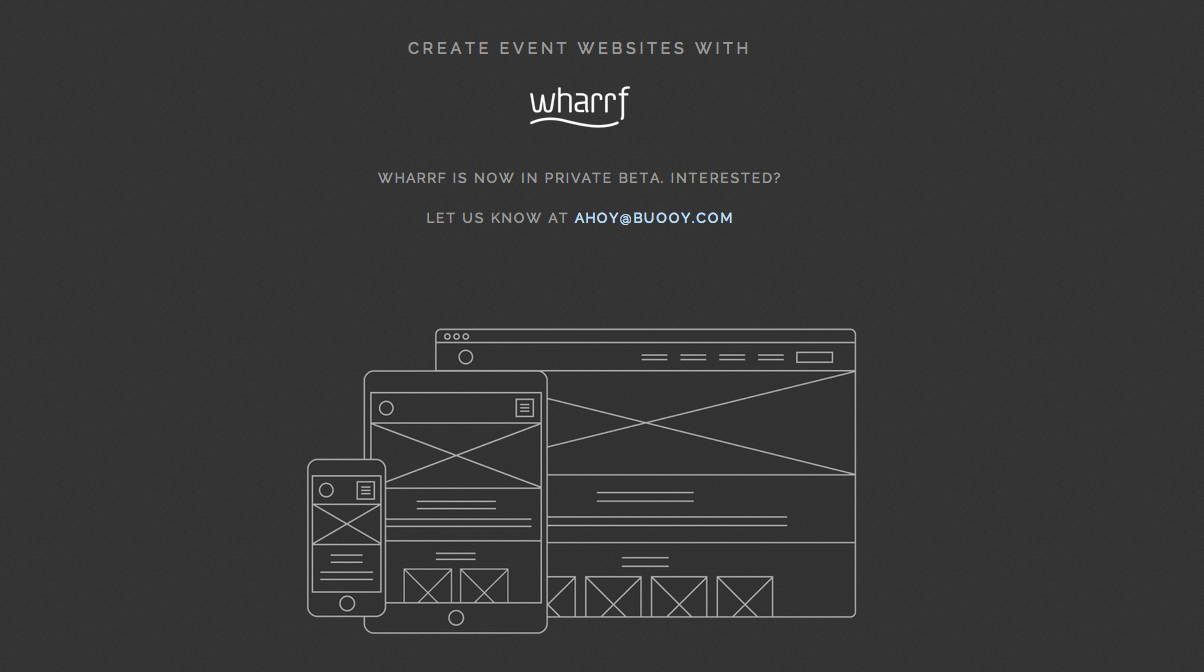 CREATE EVENT WEBSITES WITH
wharrf
WHARRF IS NOW IN PRIVATE BETA. INTERESTED?
LET US KNOW AT AHOY@BUOOY.COM